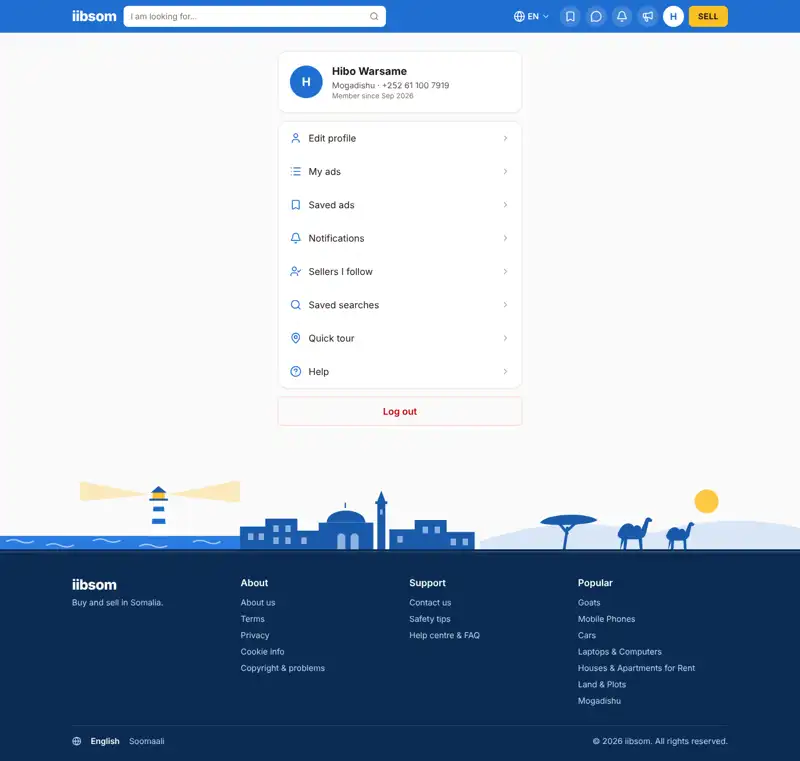 iibsom
I am looking for...
EN
H
SELL
H
Hibo Warsame
Mogadishu · +252 61 100 7919
Member since Sep 2026
Edit profile
My ads
Saved ads
Notifications
Sellers I follow
Saved searches
Quick tour
Help
Log out
iibsom
Buy and sell in Somalia.
About
About us
Terms
Privacy
Cookie info
Copyright & problems
Support
Contact us
Safety tips
Help centre & FAQ
Popular
Goats
Mobile Phones
Cars
Laptops & Computers
Houses & Apartments for Rent
Land & Plots
Mogadishu
English Soomaali
© 2026 iibsom. All rights reserved.